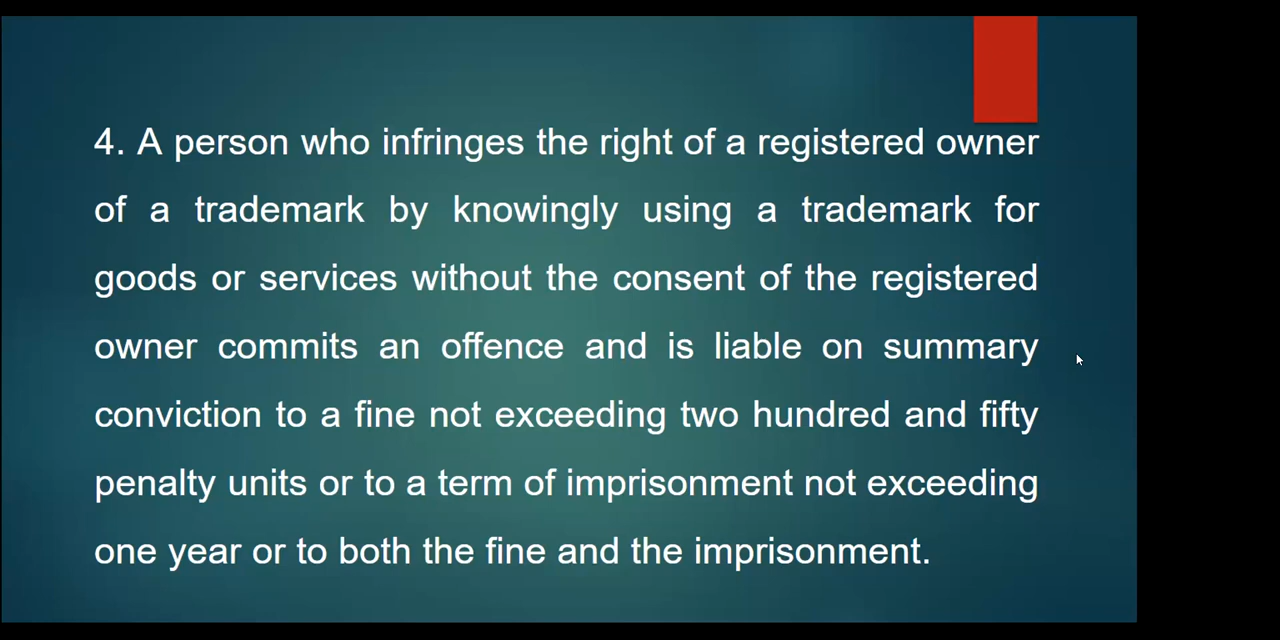 4. A person who infringes the right of a registered owner
of a trademark by knowingly using a trademark for
goods or services without the consent of the registered
owner commits an offence and is liable on summary
conviction to a fine not exceeding two hundred and fifty
penalty units or to a term of imprisonment not exceeding
one year or to both the fine and the imprisonment.